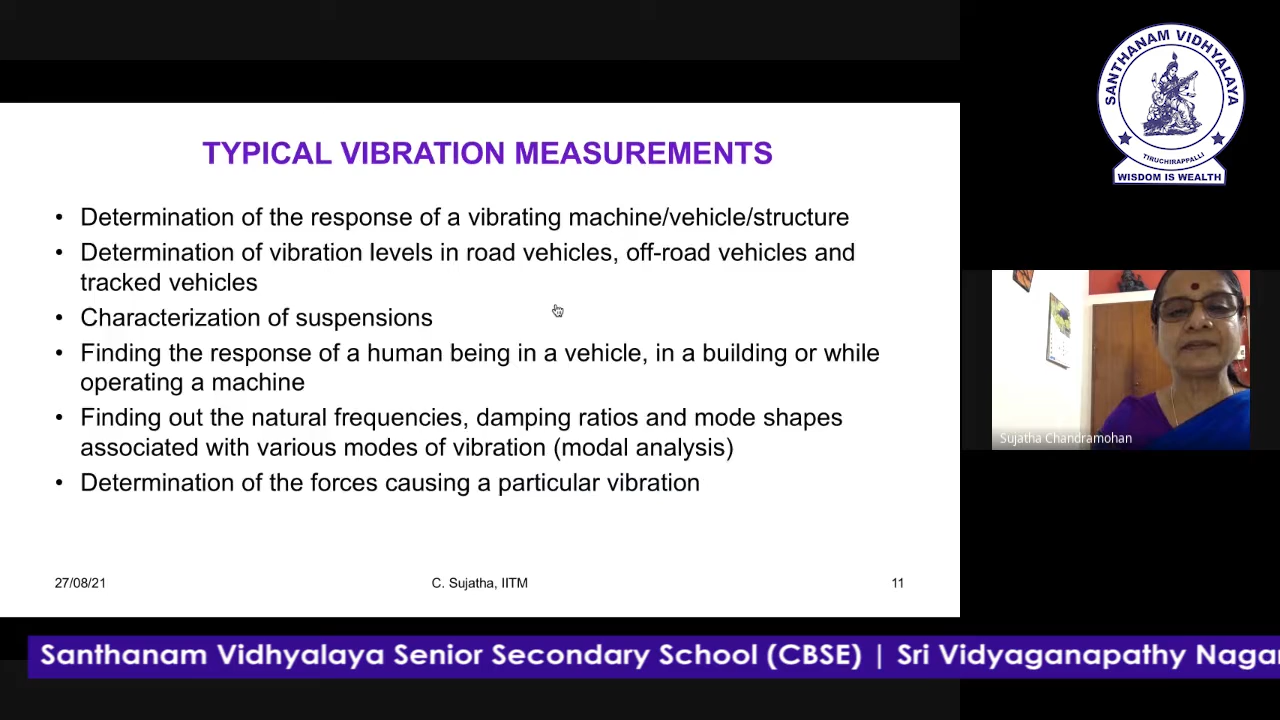 TYPICAL VIBRATION MEASUREMENTS
• Determination of the response of a vibrating machine/vehicle/structure
• Determination of vibration levels in road vehicles, off-road vehicles and
tracked vehicles
• Characterization of suspensions
• Finding the response of a human being in a vehicle, in a building or while
operating a machine
• Finding out the natural frequencies, damping ratios and mode shapes
associated with various modes of vibration (modal analysis)
• Determination of the forces causing a particular vibration
27/08/21
C. Sujatha, IITM
11
SANTHANAM VIDHYALAYA
TIRUCHIRAPPALLI
WISDOM IS WEALTH
Sujatha Chandramohan
Santhanam Vidhyalaya Senior Secondary School (CBSE) | Sri Vidyaganapathy Nagar